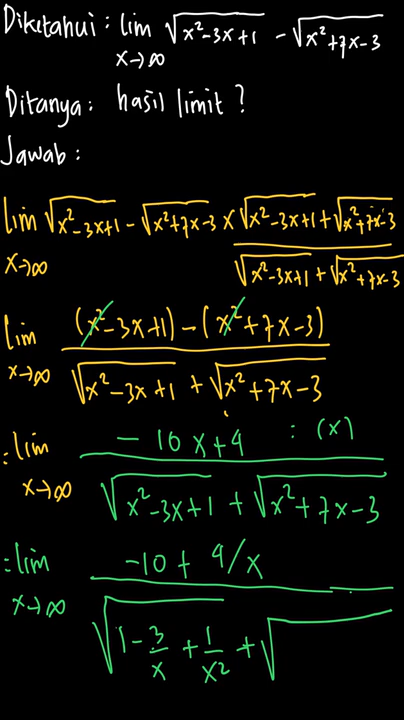 Diketahui : lim √(x²-3x+1) - √(x²+7x-3)
x→∞
Ditanya : hasil limit ?
Jawab :
lim √(x²-3x+1) - √(x²+7x-3) × (√(x²-3x+1) + √(x²+7x-3)) / (√(x²-3x+1) + √(x²+7x-3))
x→∞
lim ((x²-3x+1) - (x²+7x-3)) / (√(x²-3x+1) + √(x²+7x-3))
x→∞
= lim (-10x+4) / (√(x²-3x+1) + √(x²+7x-3)) : (x)
x→∞
= lim (-10 + 4/x) / (√(1 - 3/x + 1/x²) + √
x→∞